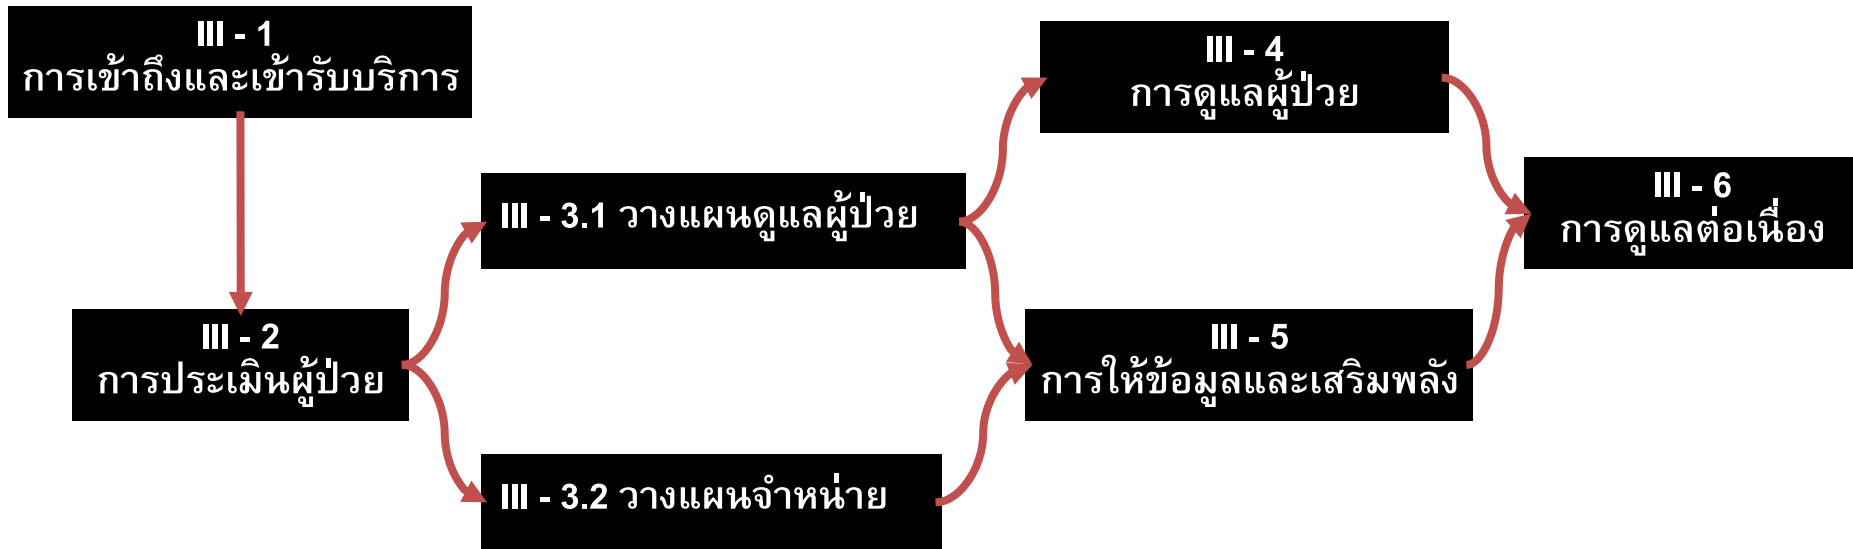 III - 1
การเข้าถึงและเข้ารับบริการ
III - 2
การประเมินผู้ป่วย
III - 3.1 วางแผนดูแลผู้ป่วย
III - 3.2 วางแผนจำหน่าย
III - 4
การดูแลผู้ป่วย
III - 5
การให้ข้อมูลและเสริมพลัง
III - 6
การดูแลต่อเนื่อง